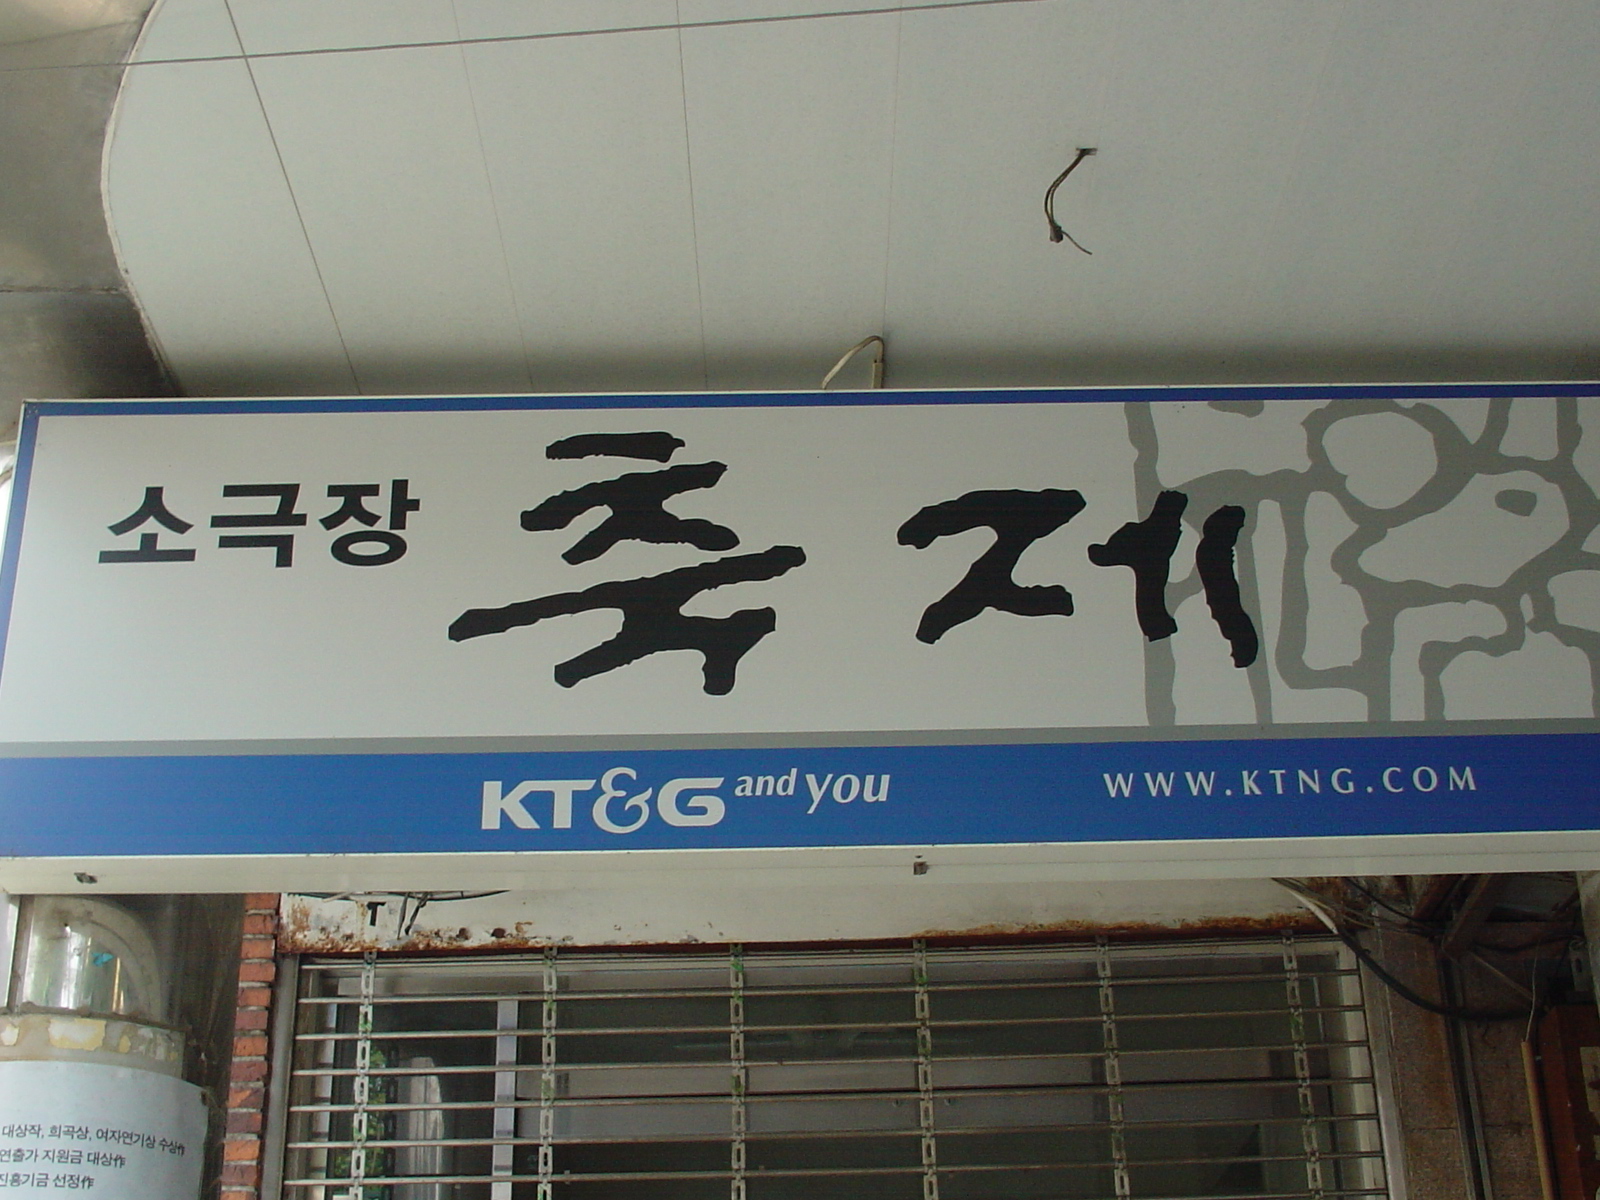 소극장 축제
KT&G and you WWW.KTNG.COM
T
대상작, 희곡상, 여자연기상 수상作
연출가 지원금 대상作
진흥기금 선정作